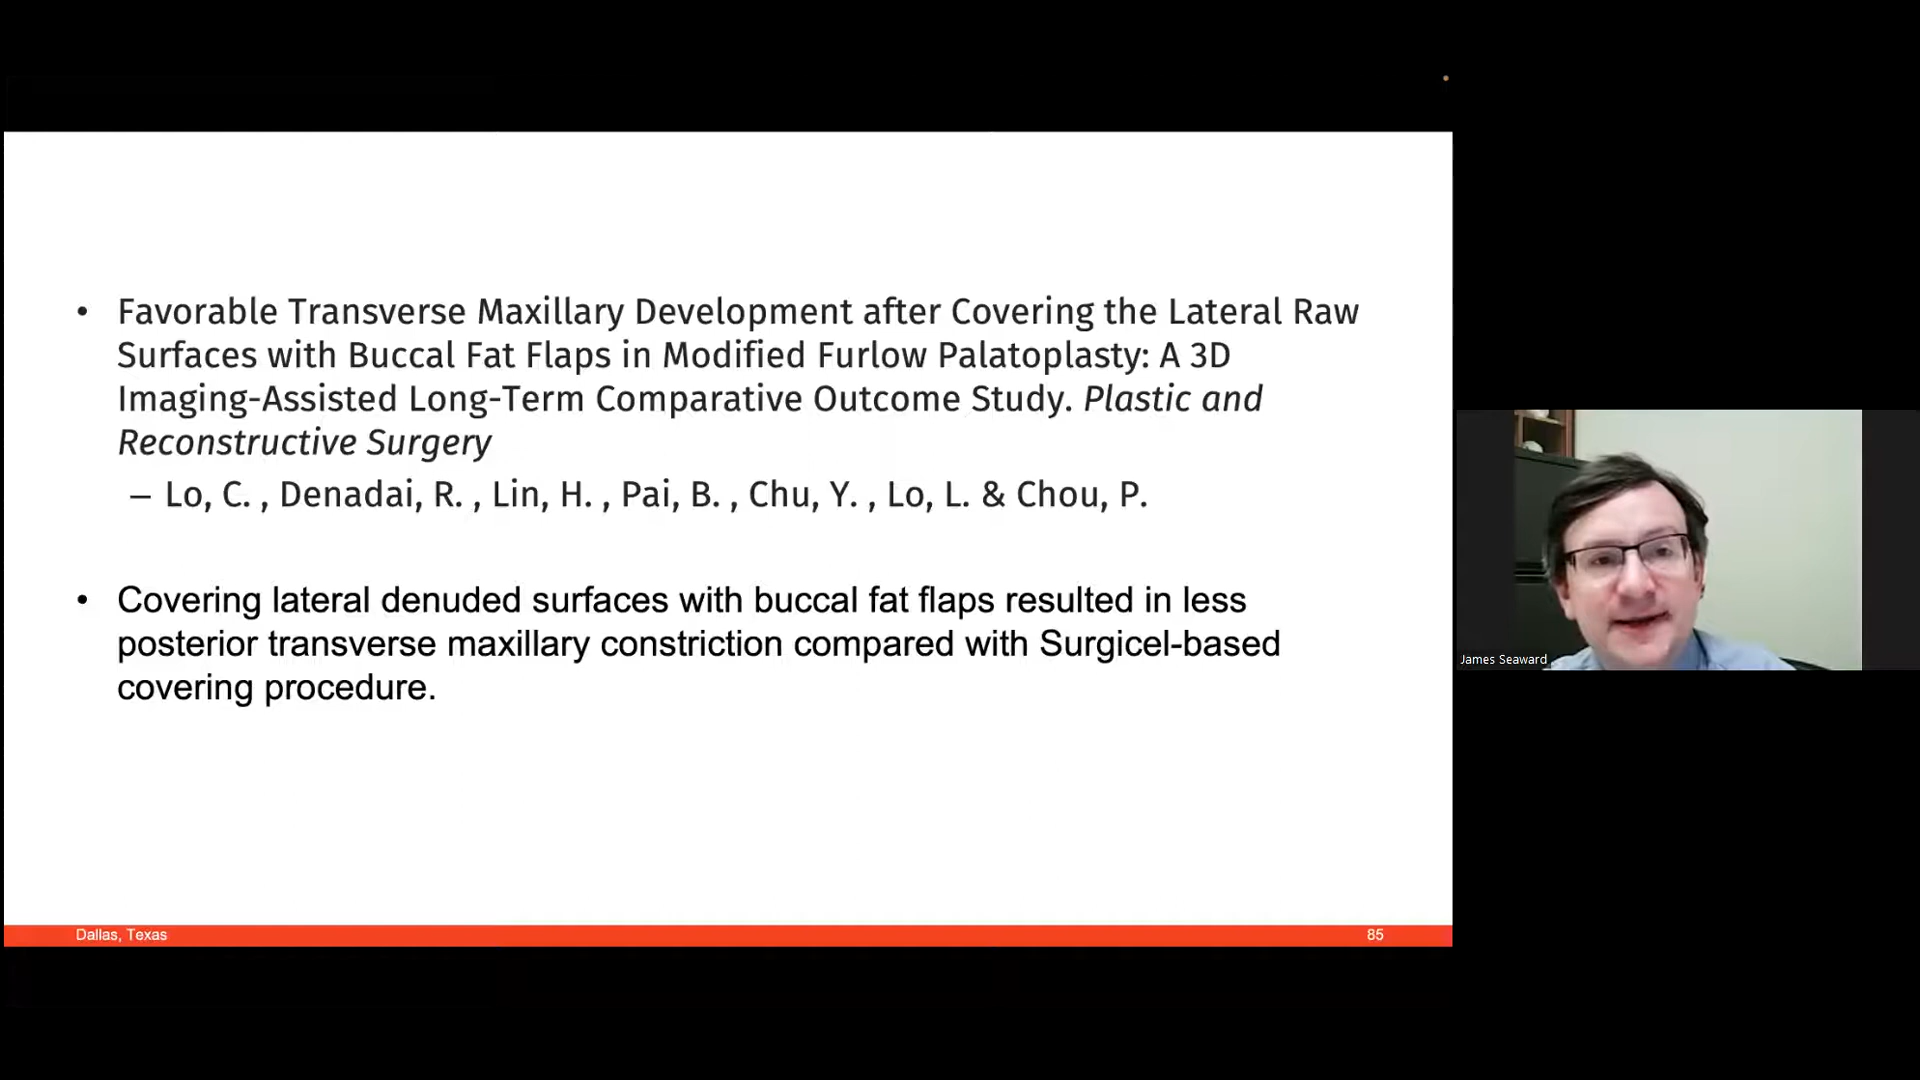 • Favorable Transverse Maxillary Development after Covering the Lateral Raw
Surfaces with Buccal Fat Flaps in Modified Furlow Palatoplasty: A 3D
Imaging-Assisted Long-Term Comparative Outcome Study. Plastic and
Reconstructive Surgery
– Lo, C. , Denadai, R. , Lin, H. , Pai, B. , Chu, Y. , Lo, L. & Chou, P.
• Covering lateral denuded surfaces with buccal fat flaps resulted in less
posterior transverse maxillary constriction compared with Surgicel-based
covering procedure.
James Seaward
Dallas, Texas
85